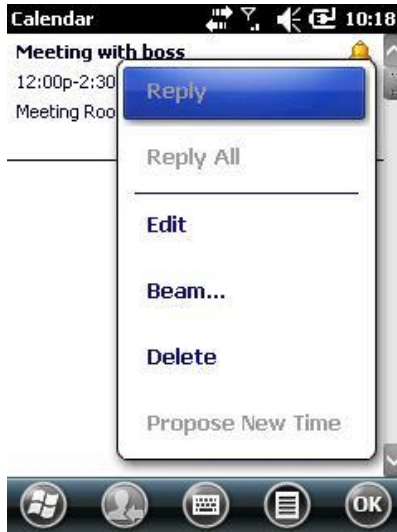 Calendar 10:18
Meeting with boss
12:00p-2:30
Meeting Roo
Reply
Reply All
Edit
Beam...
Delete
Propose New Time
OK